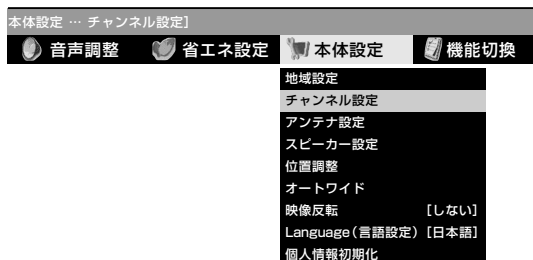 本体設定 … チャンネル設定]
音声調整 省エネ設定 本体設定 機能切換
地域設定
チャンネル設定
アンテナ設定
スピーカー設定
位置調整
オートワイド
映像反転 [しない]
Language(言語設定) [日本語]
個人情報初期化